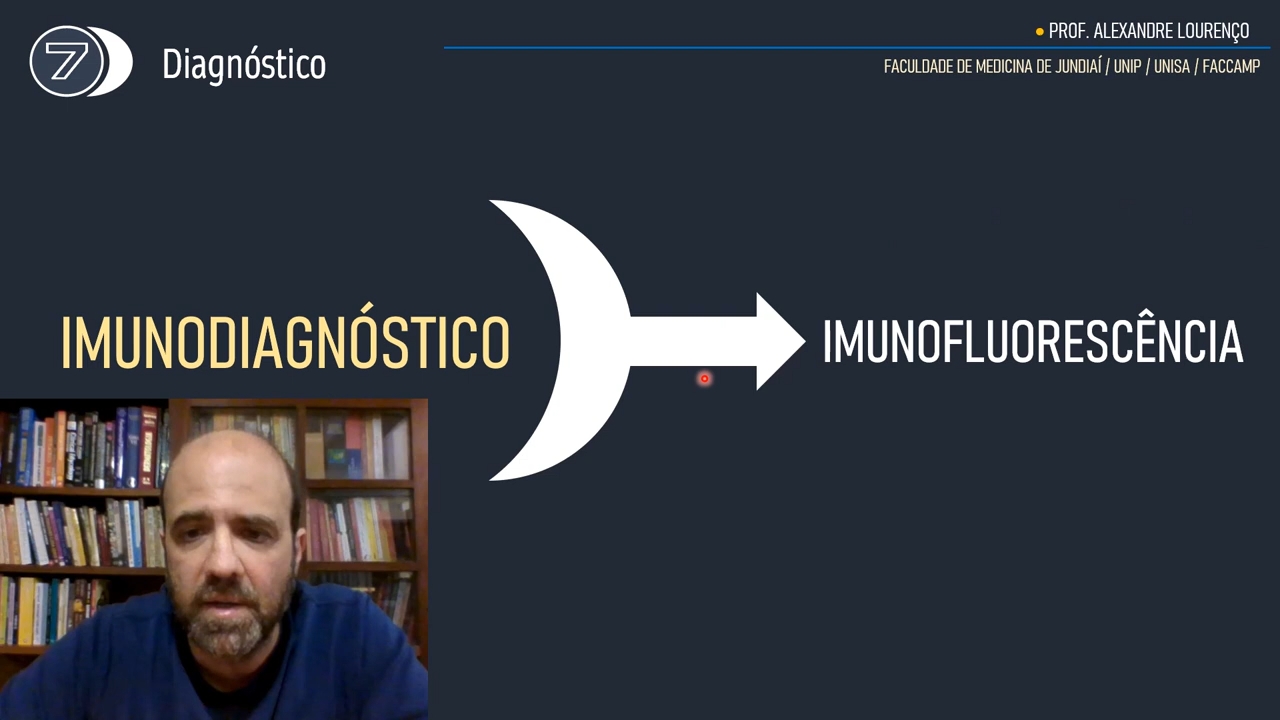 7
Diagnóstico
PROF. ALEXANDRE LOURENÇO
FACULDADE DE MEDICINA DE JUNDIAÍ / UNIP / UNISA / FACCAMP
IMUNODIAGNÓSTICO
IMUNOFLUORESCÊNCIA